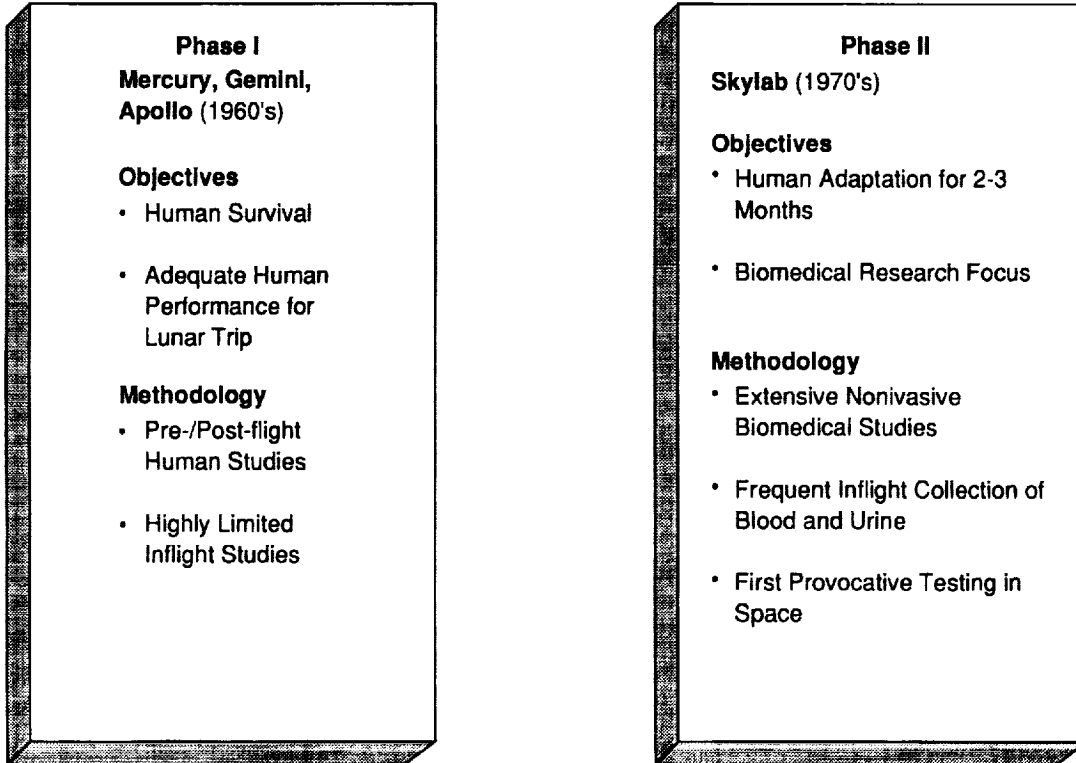 Phase I
Mercury, Gemini,
Apollo (1960's)
Objectives
• Human Survival
• Adequate Human
Performance for
Lunar Trip
Methodology
• Pre-/Post-flight
Human Studies
• Highly Limited
Inflight Studies
Phase II
Skylab (1970's)
Objectives
• Human Adaptation for 2-3
Months
• Biomedical Research Focus
Methodology
• Extensive Nonivasive
Biomedical Studies
• Frequent Inflight Collection of
Blood and Urine
• First Provocative Testing in
Space